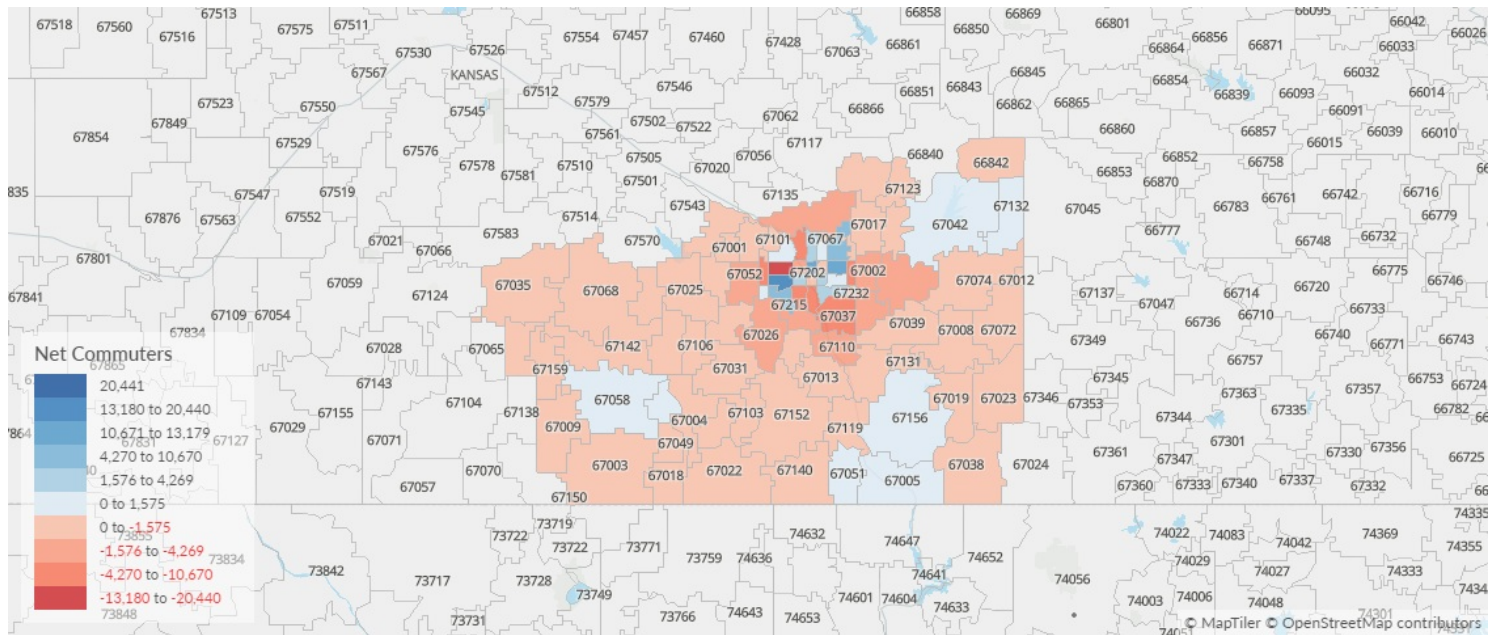 67518 67560 67516 67513 67575 67511 67530 67526 67554 67457 67460 67428 67063 66858 66861 66850 66869 66801 66864 66856 66871 66095 66042 66033 66026
67567 KANSAS 67512 67546 66851 66843 66845 66854 66839 66093 66032 66014
67854 67849 67523 67550 67545 67579 67561 67502 67522 67062 66866 66862 66865 66860 66857 66091 66039 66010
67529 67576 67578 67581 67510 67505 67501 67020 67056 67117 66840 66842 66853 66852 66870 66758 66015
835 67876 67563 67547 67552 67519 67583 67514 67543 67135 67123 67042 67132 67045 66783 66761 66742 66716 66779
67801 67021 67066 67570 67001 67101 67067 67017 66777 66748 66732
67841 67059 67124 67035 67068 67025 67052 67202 67002 67074 67012 67137 67047 66714 66720 66775 66746
67834 67109 67054 67215 67232 67037 67039 67008 67072 66736 66710 66733
67028 67065 67142 67106 67026 67110 67131 67349 66757 66740 66771 66743
Net Commuters
67865
20,441
13,180 to 20,440
10,671 to 13,179
4,270 to 10,670
1,576 to 4,269
0 to 1,575
0 to -1,575
-1,576 to -4,269
-4,270 to -10,670
-13,180 to -20,440
67143 67159 67031 67013 67345 66753 66724
7864 67831 67127 67155 67104 67138 67058 67004 67103 67152 67156 67019 67023 67346 67353 67363 67335 67357 66782
67029 67071 67009 67049 67119 67344 67301 67330 67356
67057 67070 67003 67018 67022 67140 67051 67005 67038 67024 67361 67347 66725
67150 67360 67333 67340 67337 67332
73855 73834 73848 73842 73722 73719 73722 73771 73759 74636 74632 74647 74652 74022 74083 74042 74369 74335 74355
73717 73728 73749 74641 74056 74029 74027 74333
73731 73766 74643 74653 74601 74604 74633 74003 74006 74048 74301
© MapTiler © OpenStreetMap contributors